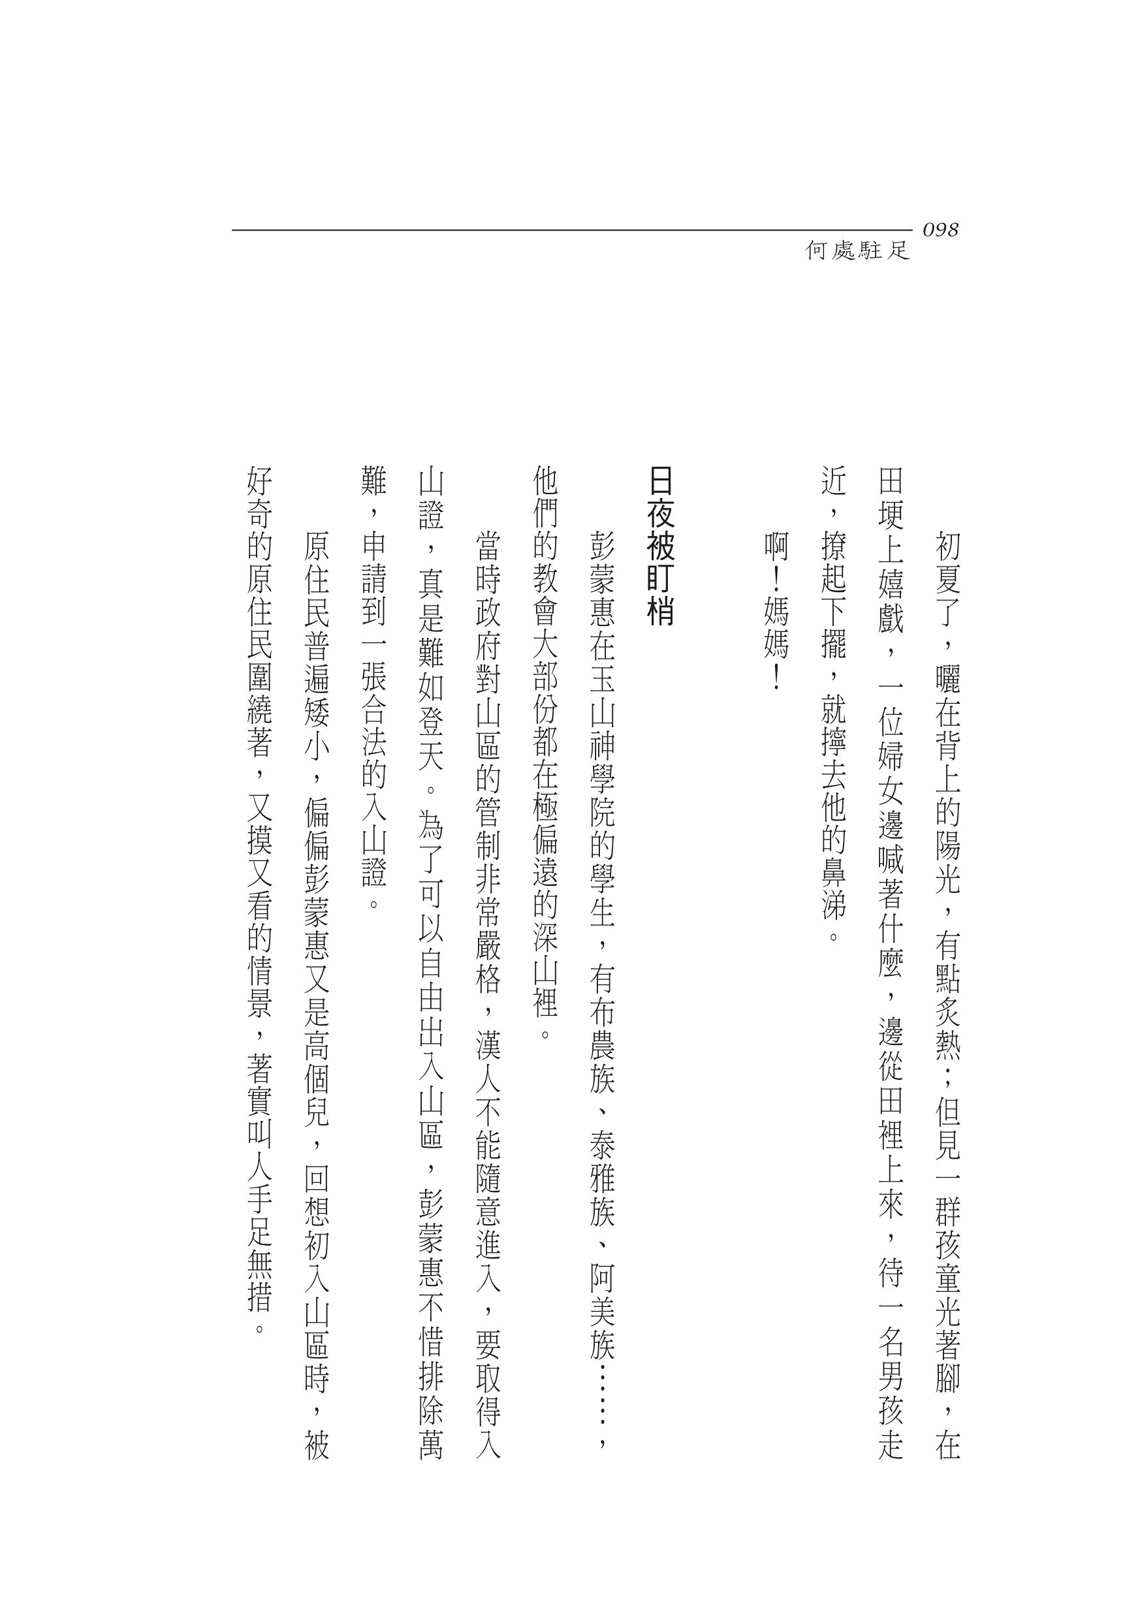 098
何處駐足
初夏了，曬在背上的陽光，有點炙熱；但見一群孩童光著腳，在
田埂上嬉戲，一位婦女邊喊著什麼，邊從田裡上來，待一名男孩走
近，撩起下擺，就擰去他的鼻涕。
啊！媽媽！
日夜被盯梢
彭蒙惠在玉山神學院的學生，有布農族、泰雅族、阿美族……，
他們的教會大部份都在極偏遠的深山裡。
當時政府對山區的管制非常嚴格，漢人不能隨意進入，要取得入
山證，真是難如登天。為了可以自由出入山區，彭蒙惠不惜排除萬
難，申請到一張合法的入山證。
原住民普遍矮小，偏偏彭蒙惠又是高個兒，回想初入山區時，被
好奇的原住民圍繞著，又摸又看的情景，著實叫人手足無措。